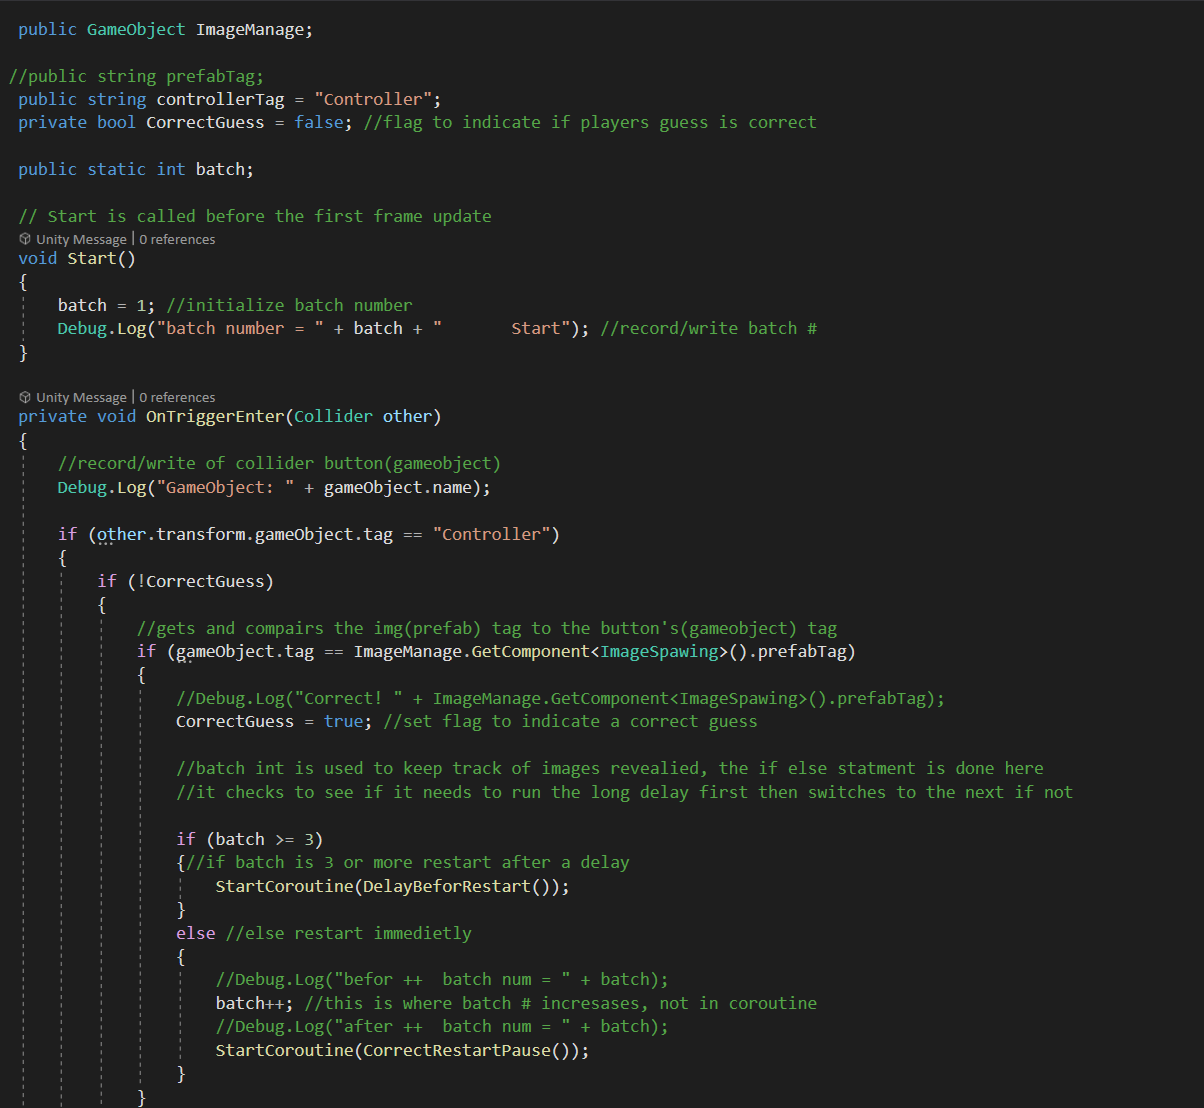 public GameObject ImageManage;
//public string prefabTag;
public string controllerTag = "Controller";
private bool CorrectGuess = false; //flag to indicate if players guess is correct
public static int batch;
// Start is called before the first frame update
Unity Message | 0 references
void Start()
{
batch = 1; //initialize batch number
Debug.Log("batch number = " + batch + "       Start"); //record/write batch #
}
Unity Message | 0 references
private void OnTriggerEnter(Collider other)
{
//record/write of collider button(gameobject)
Debug.Log("GameObject: " + gameObject.name);
if (other.transform.gameObject.tag == "Controller")
{
if (!CorrectGuess)
{
//gets and compairs the img(prefab) tag to the button's(gameobject) tag
if (gameObject.tag == ImageManage.GetComponent<ImageSpawing>().prefabTag)
{
//Debug.Log("Correct! " + ImageManage.GetComponent<ImageSpawing>().prefabTag);
CorrectGuess = true; //set flag to indicate a correct guess
//batch int is used to keep track of images revealied, the if else statment is done here
//it checks to see if it needs to run the long delay first then switches to the next if not
if (batch >= 3)
{//if batch is 3 or more restart after a delay
StartCoroutine(DelayBeforRestart());
}
else //else restart immedietly
{
//Debug.Log("befor ++  batch num = " + batch);
batch++; //this is where batch # incresases, not in coroutine
//Debug.Log("after ++  batch num = " + batch);
StartCoroutine(CorrectRestartPause());
}
}